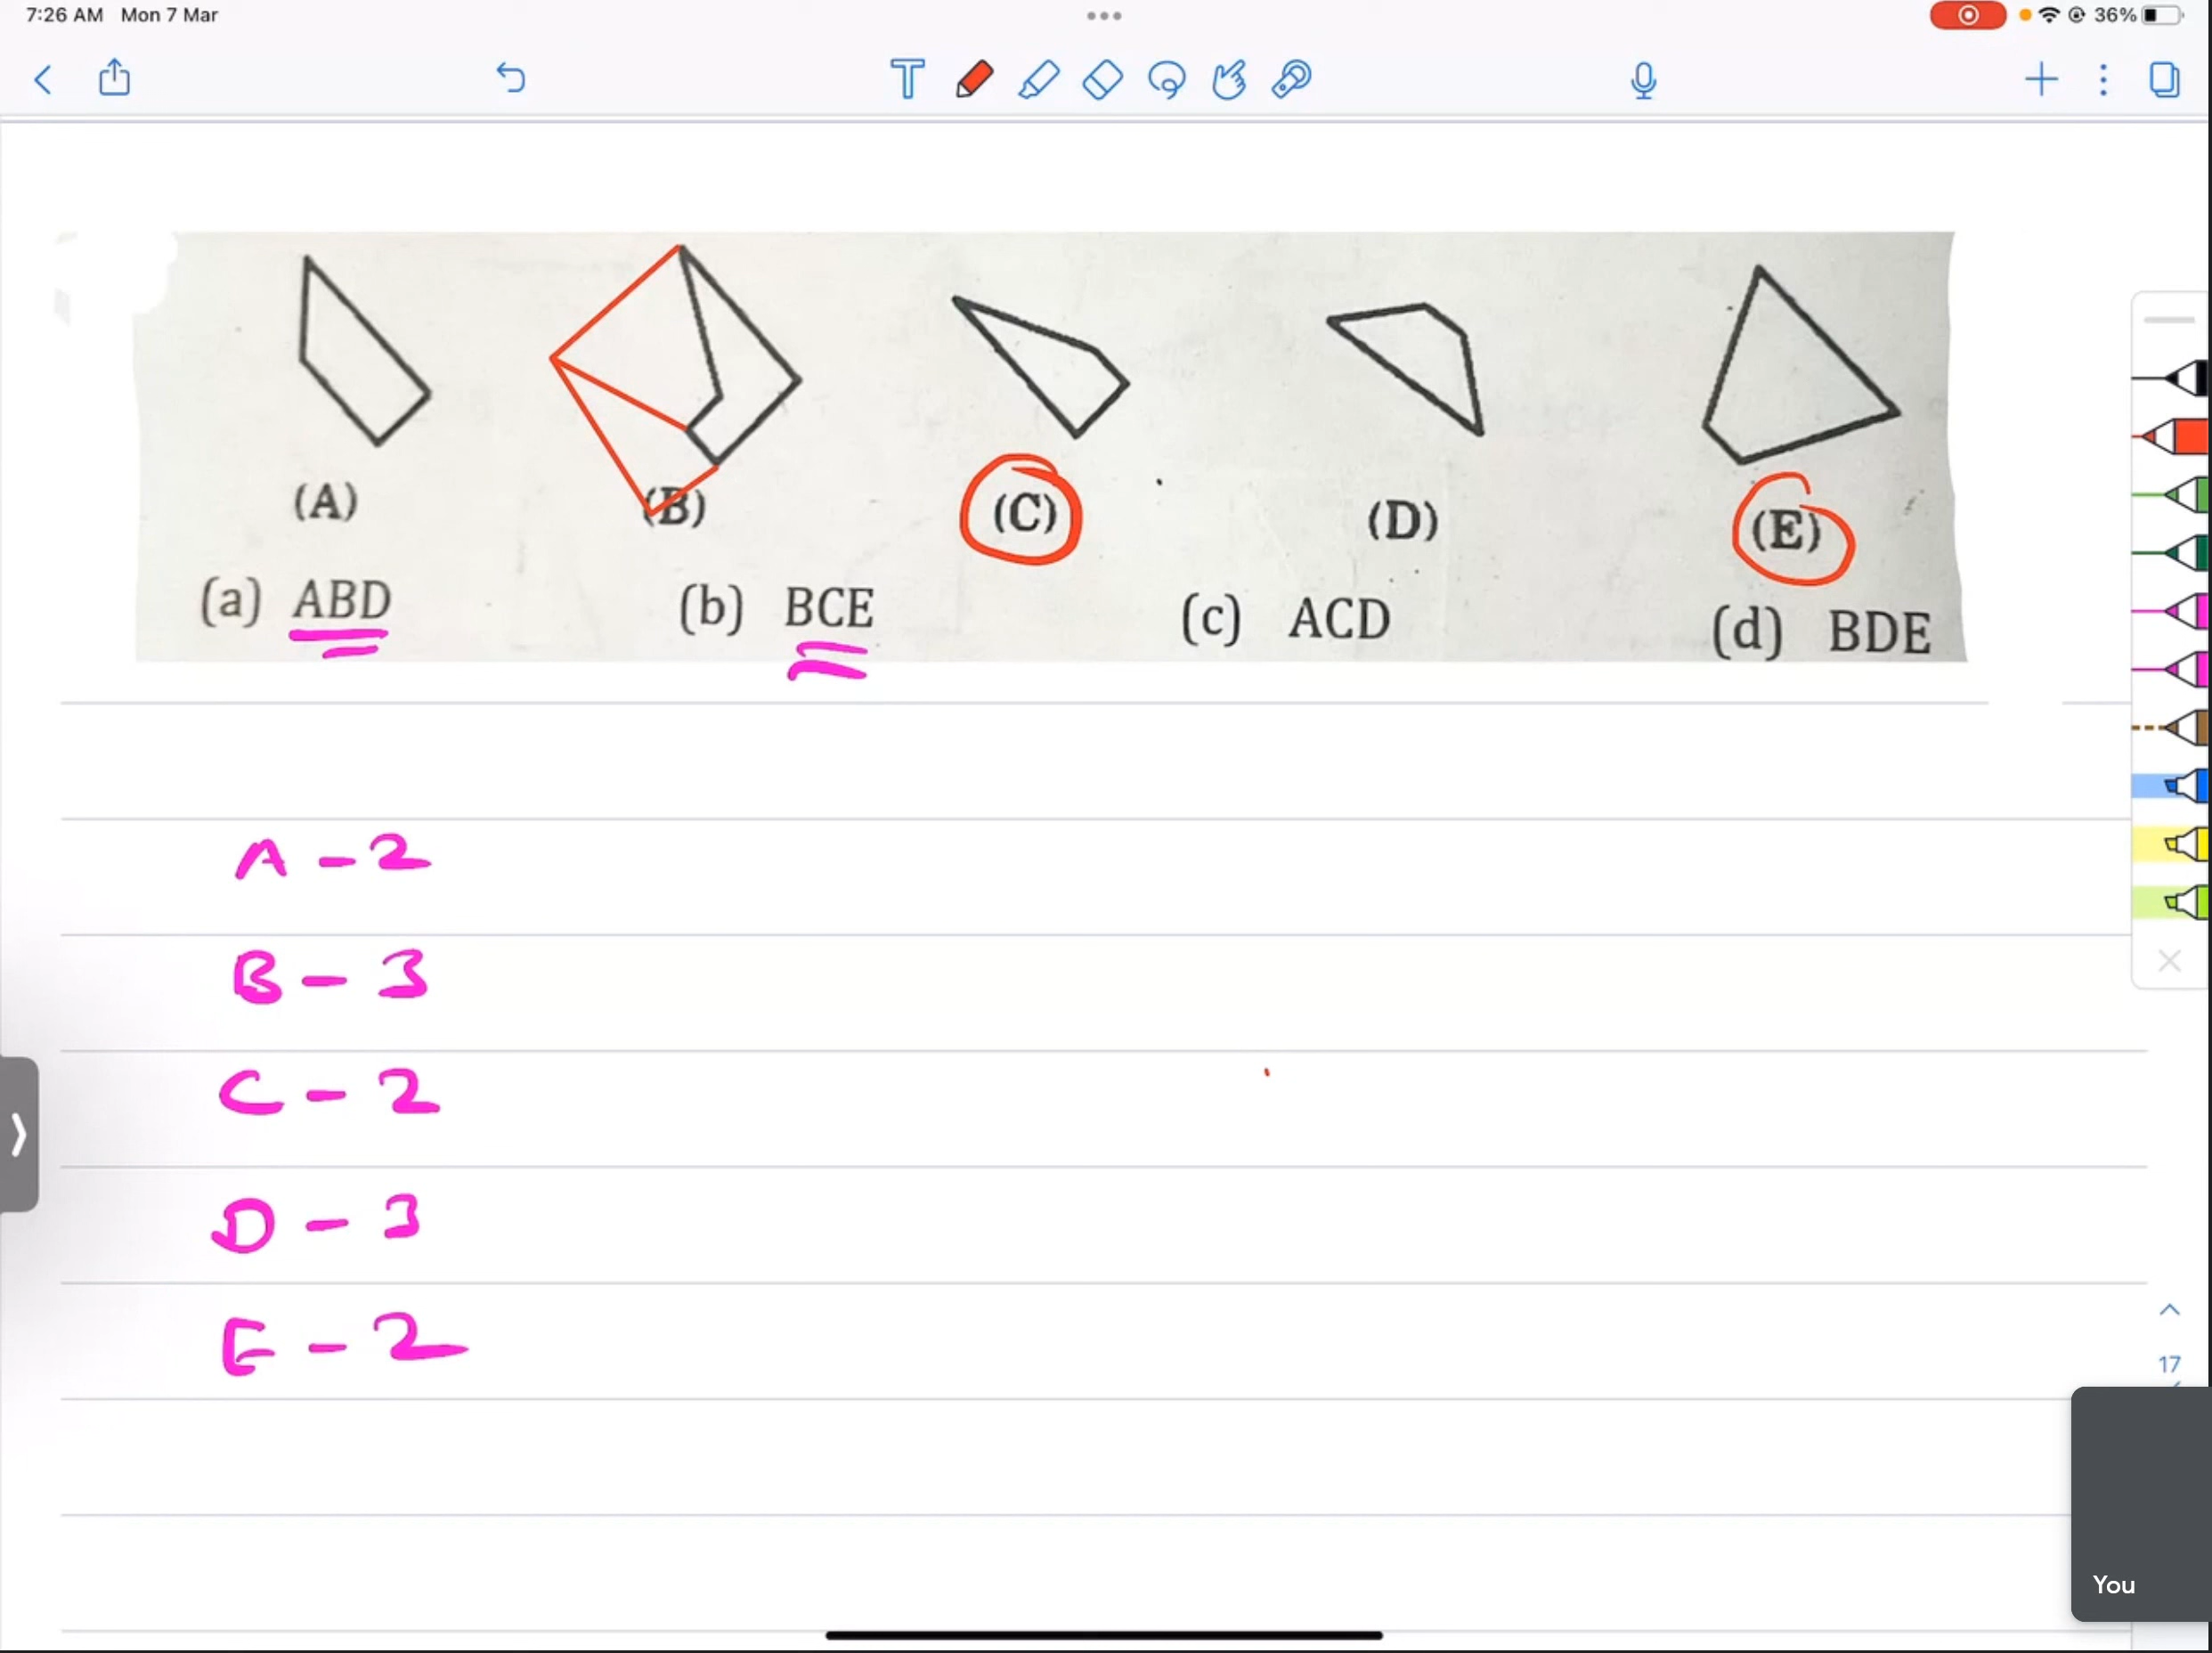 7:26 AM Mon 7 Mar
36%
T
(A) (B) (C) (D) (E)
(a) ABD (b) BCE (c) ACD (d) BDE
A - 2
B - 3
C - 2
D - 3
E - 2
17
You